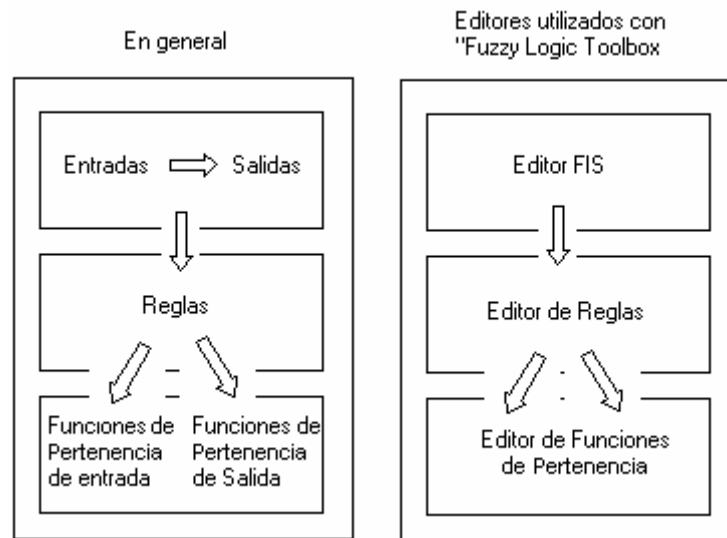 En general
Entradas Salidas
Reglas
Funciones de
Pertenencia
de entrada
Funciones de
Pertenencia
de Salida
Editores utilizados con
"Fuzzy Logic Toolbox
Editor FIS
Editor de Reglas
Editor de Funciones
de Pertenencia